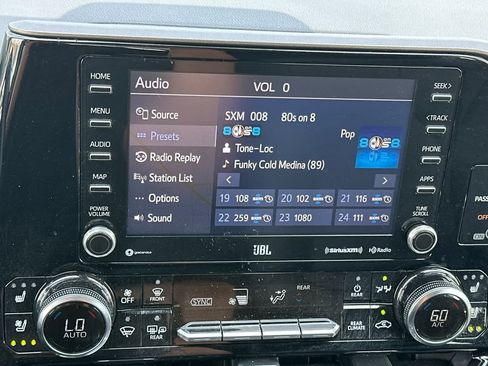 HOME
MENU
AUDIO
MAP
POWER
VOLUME
Audio VOL 0
Source
Presets
Radio Replay
Station List
Options
Sound
SXM 008 80s on 8
Pop
Tone-Loc
Funky Cold Medina (89)
19 108
20 102
21 116
22 259
23 1080
24 111
SEEK>
<TRACK
PHONE
APPS
TUNE
SCROLL
JBL
SiriusXM
HD Radio
PASS
OFF
FRONT
SYNC
OFF
REAR
LO
AUTO
REAR
REAR
CLIMATE
60
A/C